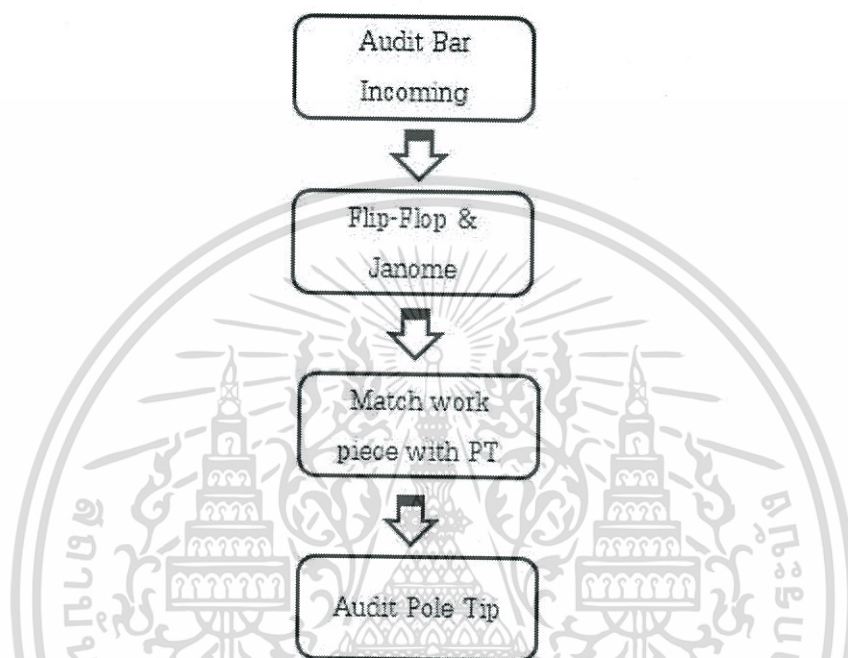 Audit Bar
Incoming
Flip-Flop &
Janome
Match work
piece with PT
Audit Pole Tip